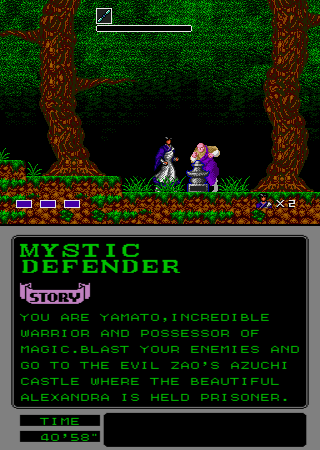 X2
MYSTIC
DEFENDER
STORY
YOU ARE YAMATO,INCREDIBLE
WARRIOR AND POSSESSOR OF
MAGIC.BLAST YOUR ENEMIES AND
GO TO THE EVIL ZAO'S AZUCHI
CASTLE WHERE THE BEAUTIFUL
ALEXANDRA IS HELD PRISONER.
TIME
40'58"